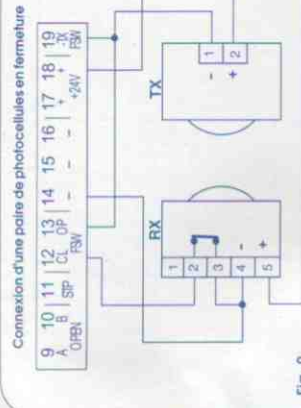 Connexion d'une paire de photocellules en fermeture
9 10 11 12 13 14 15 16 17 18 19
A B STP CL OP - - - + + -TX
OPEN FSW +24V FSW
RX
1
2
3
4 -
5 +
TX
1 -
2 +